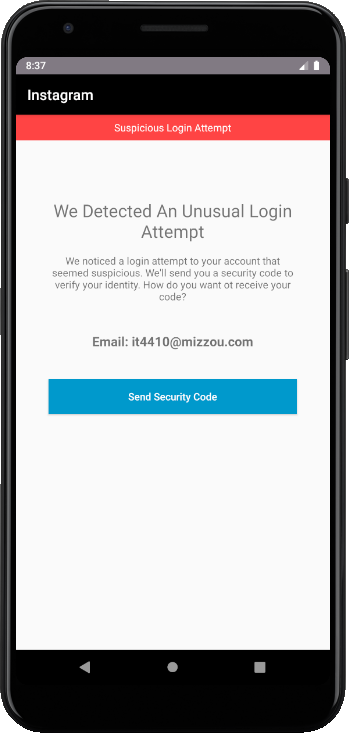 8:37
Instagram
Suspicious Login Attempt
We Detected An Unusual Login
Attempt
We noticed a login attempt to your account that
seemed suspicious. We'll send you a security code to
verify your identity. How do you want ot receive your
code?
Email: it4410@mizzou.com
Send Security Code